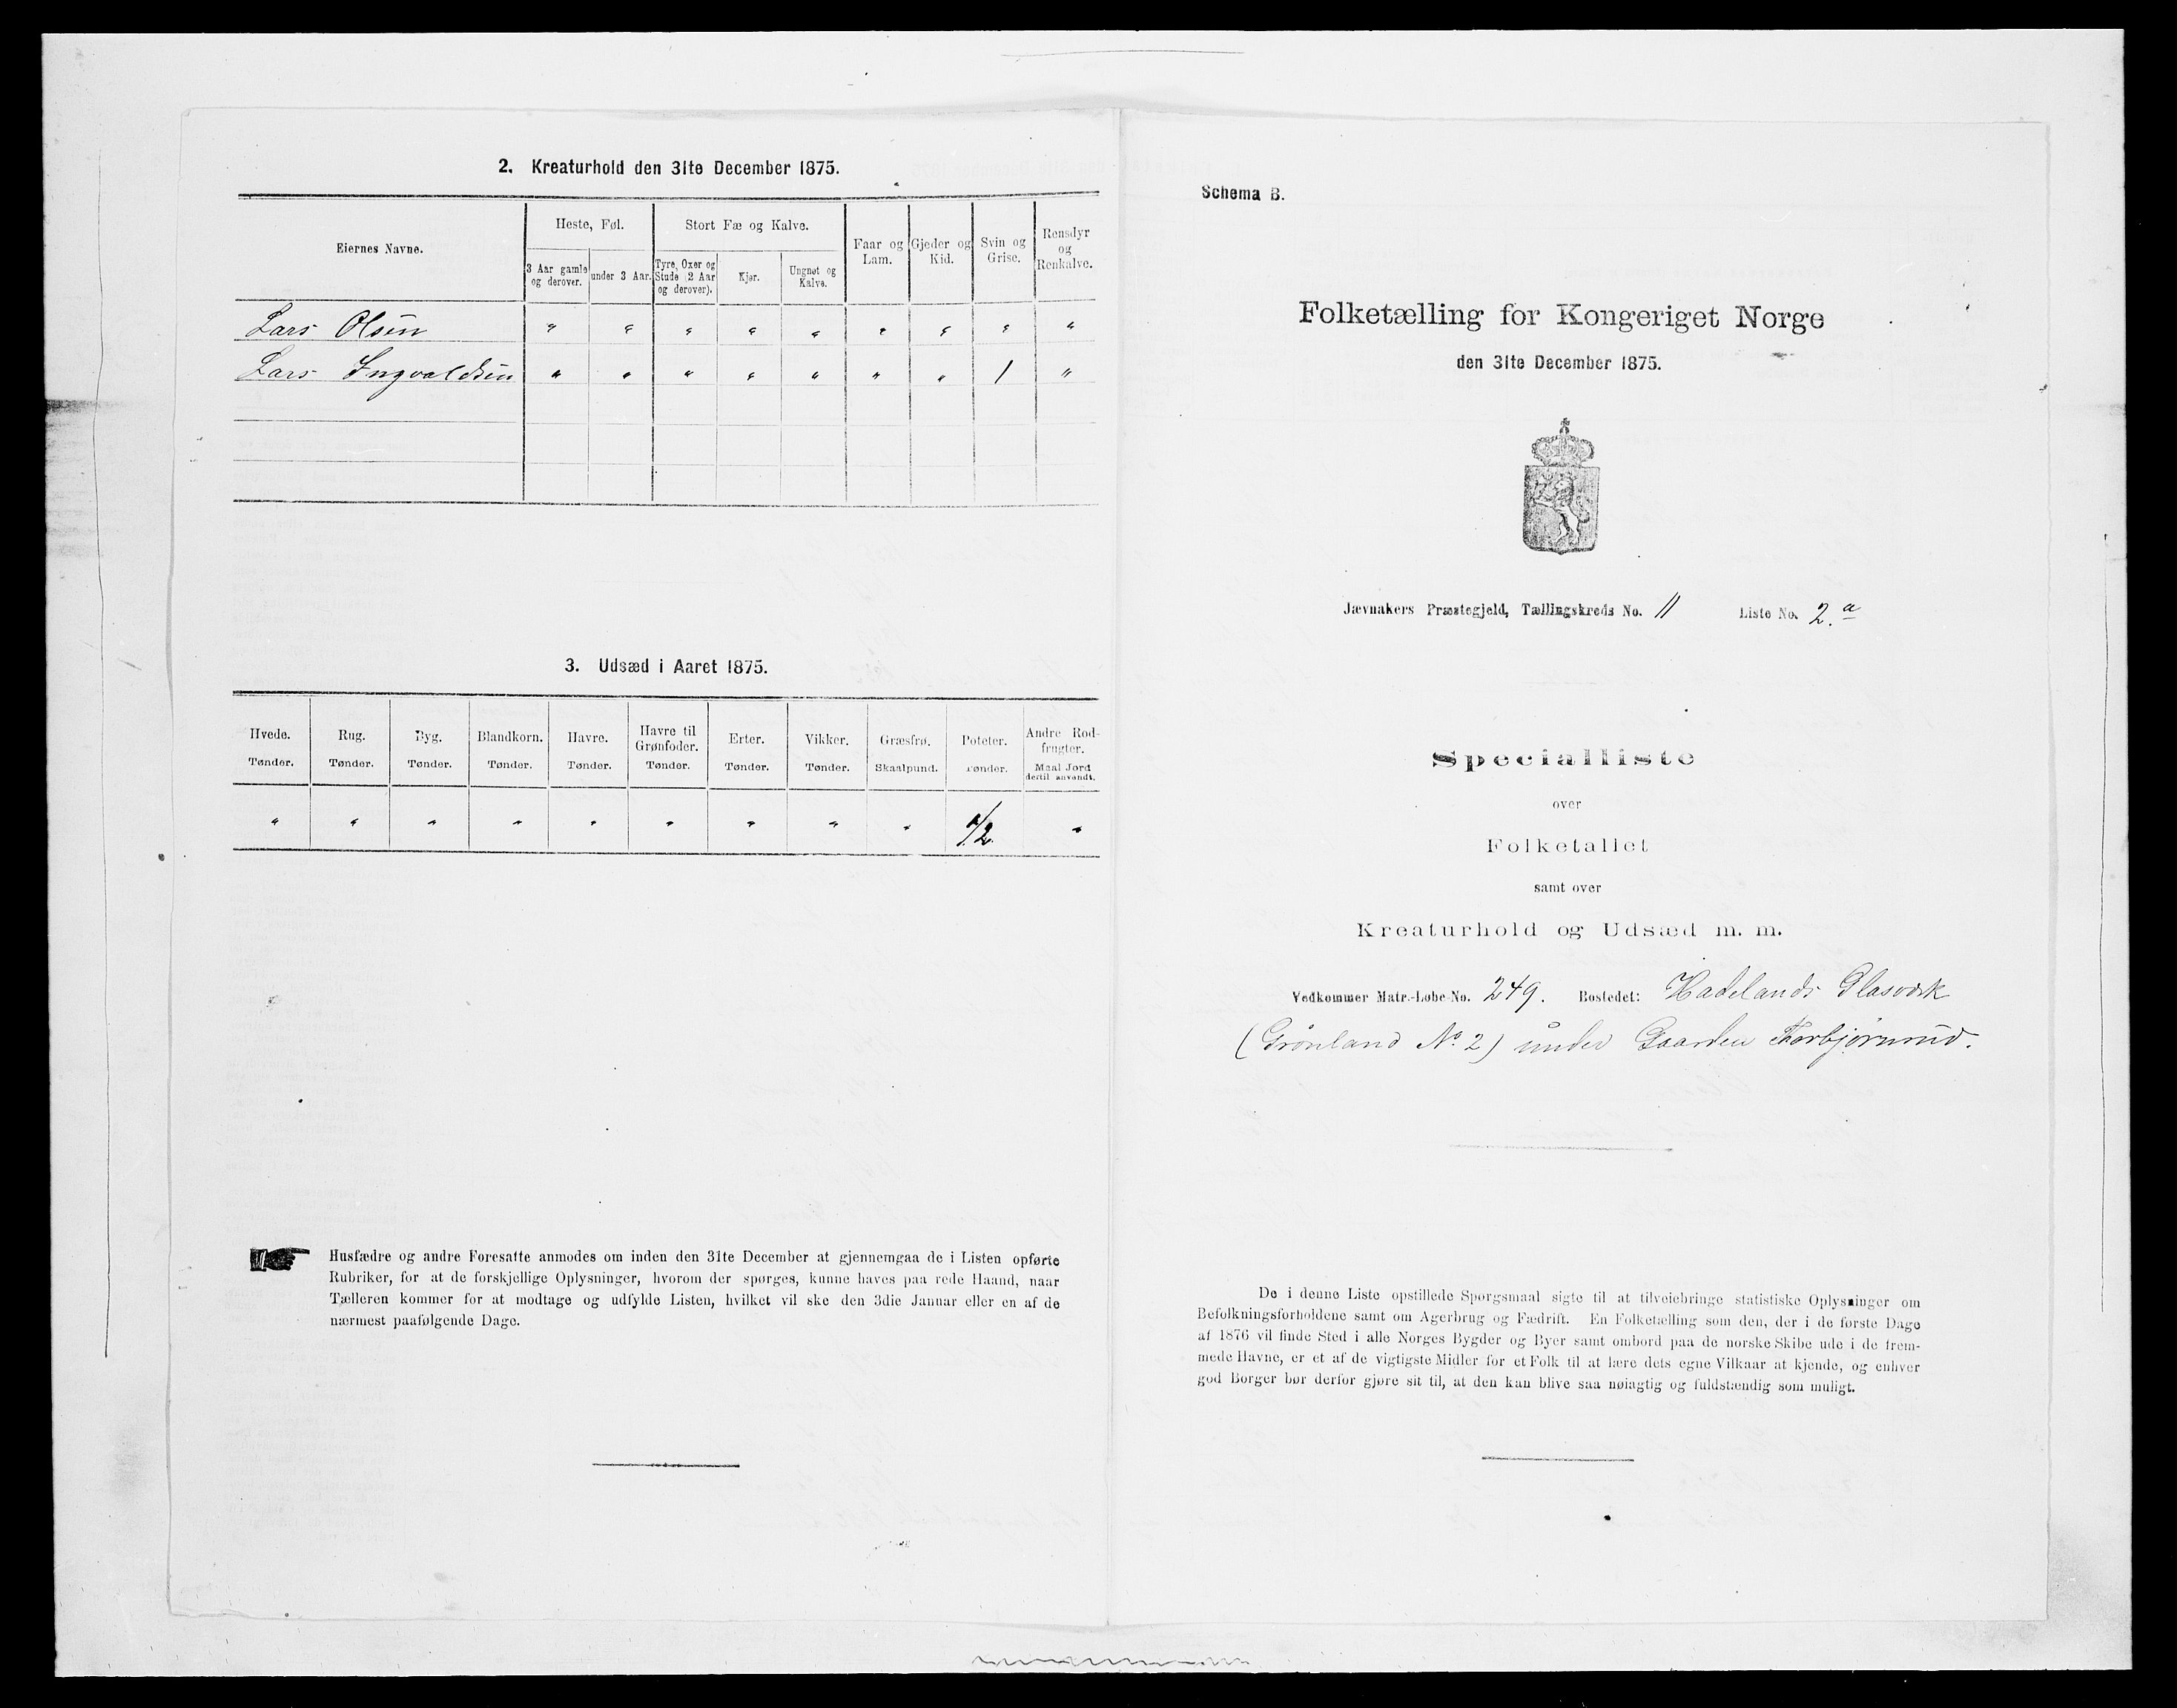 2. Kreaturhold den 31te December 1875.
Eiernes Navne.
Heste, Føl.
Stort Fæ og Kalve.
Faar og Lam.
Gjeder og Kid.
Svin og Grise.
Rensdyr og Renkalve.
3 Aar gamle og derover.
under 3 Aar.
Tyre, Oxer og Stude (2 Aar og derover).
Kjør.
Ungnøt og Kalve.
Lars Olsen " " " " " " " " "
Lars Ingvaldsen " " " " " " " 1 "
3. Udsæd i Aaret 1875.
Hvede. Rug. Byg. Blandkorn. Havre. Havre til Grønfoder. Erter. Vikker. Græsfrø. Poteter. Andre Rodfrugter.
Tønder. Tønder. Tønder. Tønder. Tønder. Tønder. Tønder. Tønder. Skaalpund. Tønder. Maal Jord dertil anvendt.
" " " " " " " " " 1/2 "
Husfædre og andre Foresatte anmodes om inden den 31te December at gjennemgaa de i Listen opførte
Rubriker, for at de forskjellige Oplysninger, hvorom der spørges, kunne haves paa rede Haand, naar
Tælleren kommer for at modtage og udfylde Listen, hvilket vil ske den 3die Januar eller en af de
nærmest paafølgende Dage.
Schema B.
Folketælling for Kongeriget Norge
den 31te December 1875.
Jævnakers Præstegjeld, Tællingskreds No. 11 Liste No. 2.a
Specialliste
over
Folketallet
samt over
Kreaturhold og Udsæd m. m.
Vedkommer Matr.-Løbe-No. 249. Bostedet: Hadelands Glasværk
(Grønland No. 2) under Gaarden Thorbjørnrud.
De i denne Liste opstillede Spørgsmaal sigte til at tilveiebringe statistiske Oplysninger om
Befolkningsforholdene samt om Agerbrug og Fædrift. En Folketælling som den, der i de første Dage
af 1876 vil finde Sted i alle Norges Bygder og Byer samt ombord paa de norske Skibe ude i de frem-
mede Havne, er et af de vigtigste Midler for et Folk til at lære dets egne Vilkaar at kjende, og enhver
god Borger bør derfor gjøre sit til, at den kan blive saa nøiagtig og fuldstændig som muligt.